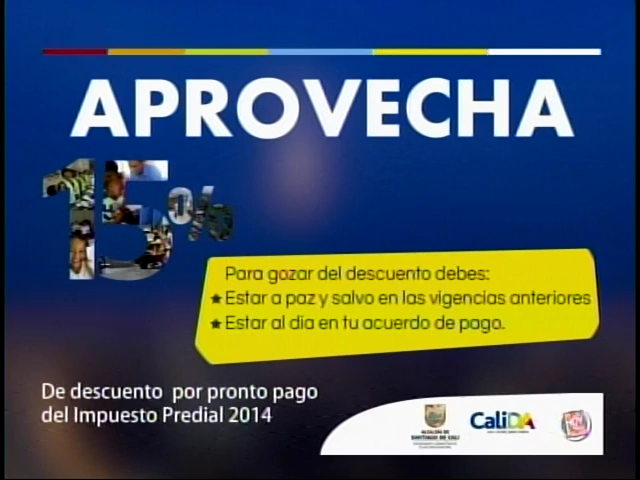 APROVECHA
15%
Para gozar del descuento debes:
★ Estar a paz y salvo en las vigencias anteriores
★ Estar al dia en tu acuerdo de pago.
De descuento por pronto pago
del Impuesto Predial 2014
ALCALDÍA DE
SANTIAGO DE CALI
CaliDA